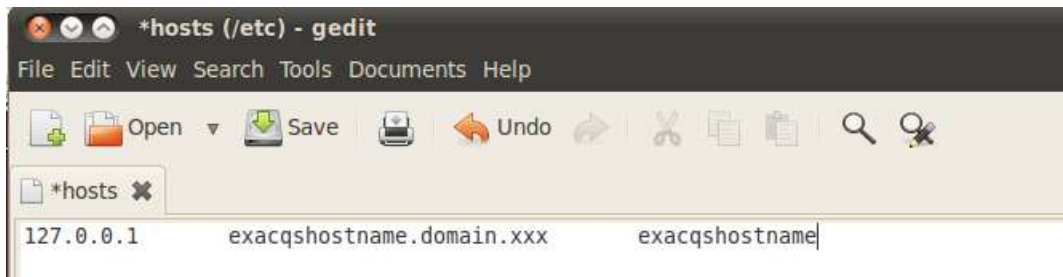 *hosts (/etc) - gedit
File Edit View Search Tools Documents Help
Open Save Undo
*hosts
127.0.0.1 exacqshostname.domain.xxx exacqshostname